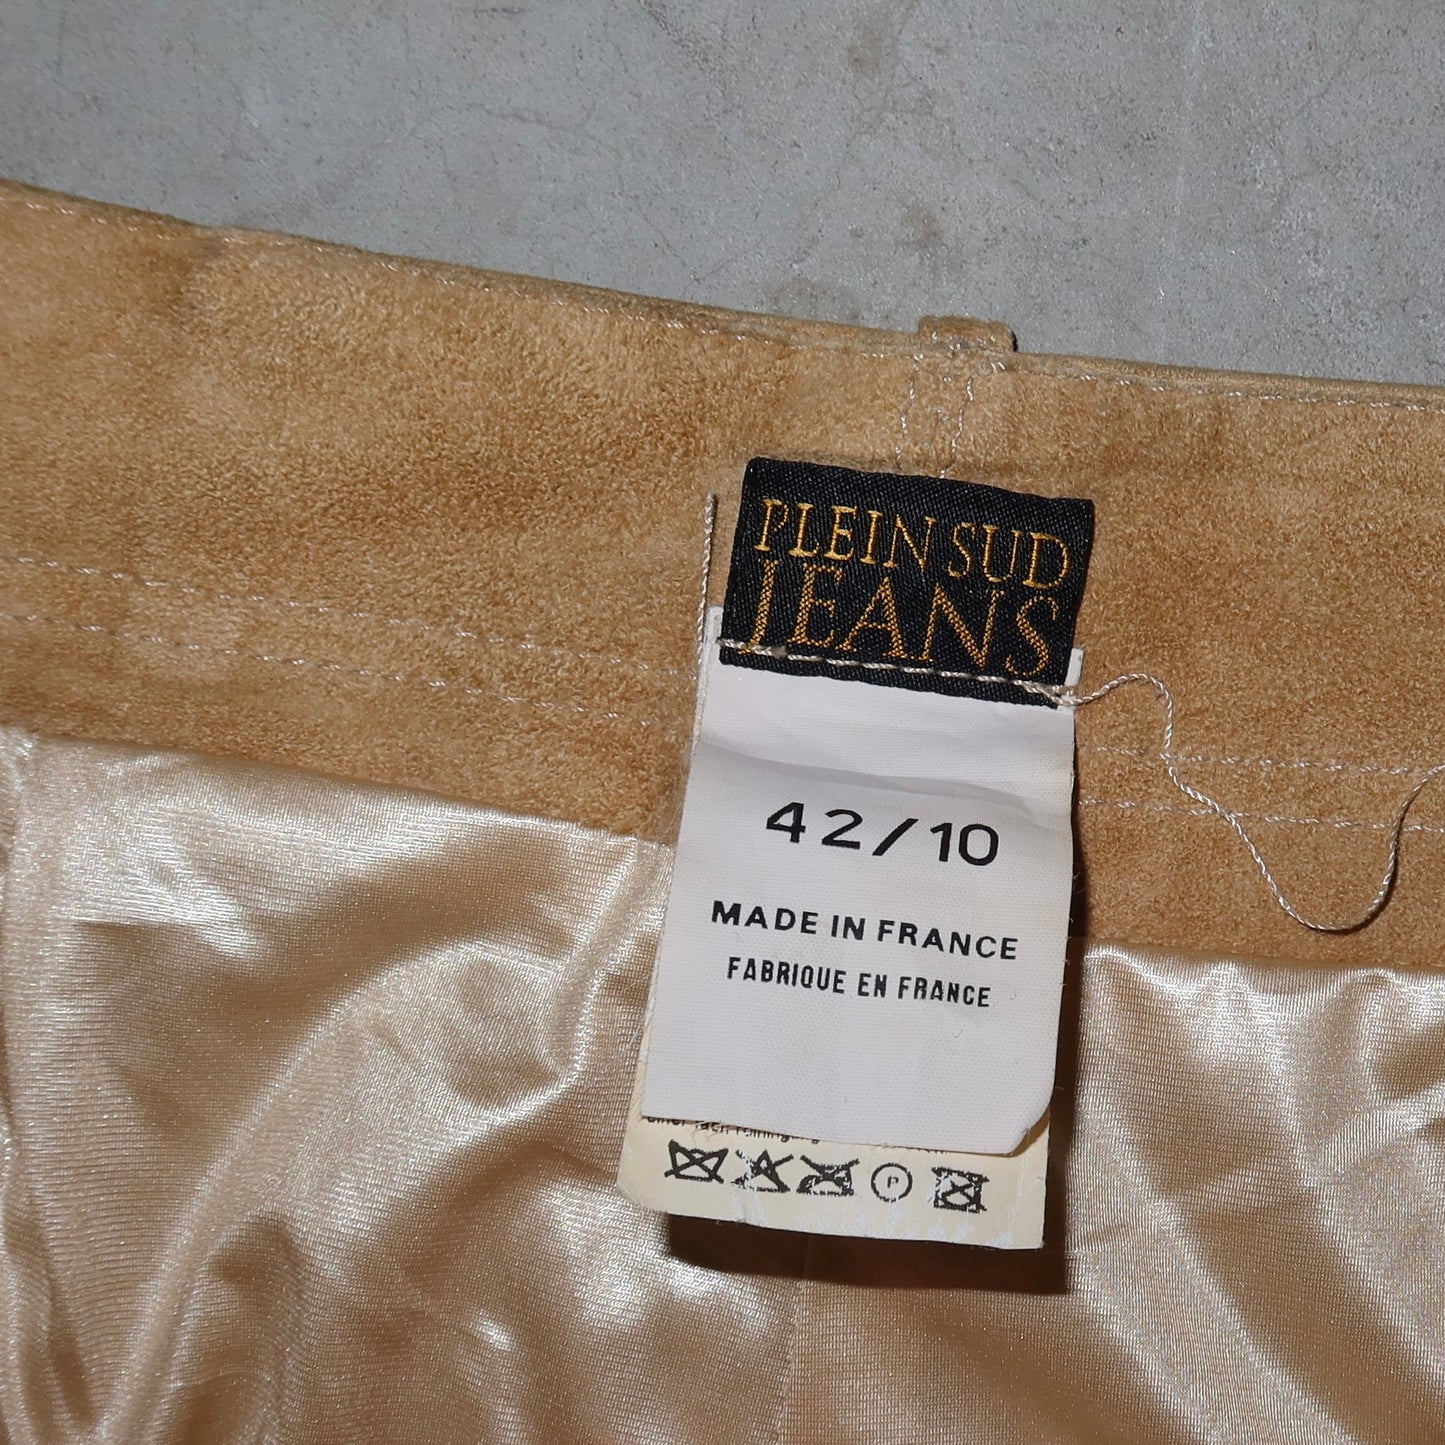 PLEIN SUD
JEANS
42/10
MADE IN FRANCE
FABRIQUE EN FRANCE
P